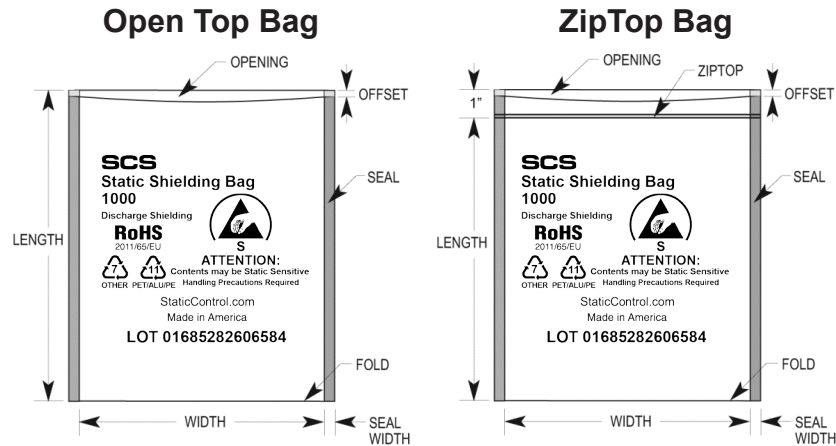 Open Top Bag
OPENING
OFFSET
SEAL
LENGTH
SCS
Static Shielding Bag
1000
Discharge Shielding
RoHS
2011/65/EU
S
ATTENTION:
7
11
Contents may be Static Sensitive
OTHER PET/ALU/PE Handling Precautions Required
StaticControl.com
Made in America
LOT 01685282606584
FOLD
WIDTH
SEAL
WIDTH
ZipTop Bag
OPENING
ZIPTOP
1”
OFFSET
SEAL
LENGTH
SCS
Static Shielding Bag
1000
Discharge Shielding
RoHS
2011/65/EU
S
ATTENTION:
7
11
Contents may be Static Sensitive
OTHER PET/ALU/PE Handling Precautions Required
StaticControl.com
Made in America
LOT 01685282606584
FOLD
WIDTH
SEAL
WIDTH